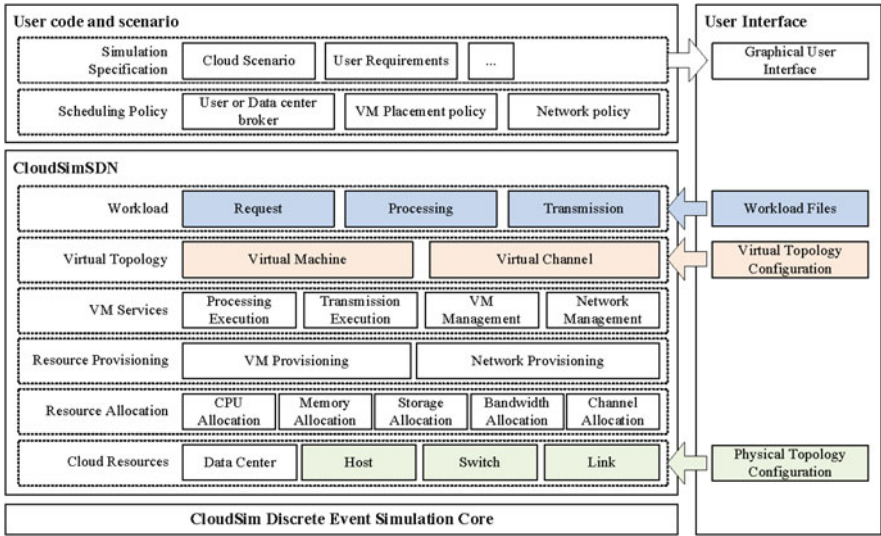 User code and scenario
Simulation
Specification
Cloud Scenario
User Requirements
...
Scheduling Policy
User or Data center
broker
VM Placement policy
Network policy
CloudSimSDN
Workload
Request
Processing
Transmission
Virtual Topology
Virtual Machine
Virtual Channel
VM Services
Processing
Execution
Transmission
Execution
VM
Management
Network
Management
Resource Provisioning
VM Provisioning
Network Provisioning
Resource Allocation
CPU
Allocation
Memory
Allocation
Storage
Allocation
Bandwidth
Allocation
Channel
Allocation
Cloud Resources
Data Center
Host
Switch
Link
CloudSim Discrete Event Simulation Core
User Interface
Graphical User
Interface
Workload Files
Virtual Topology
Configuration
Physical Topology
Configuration